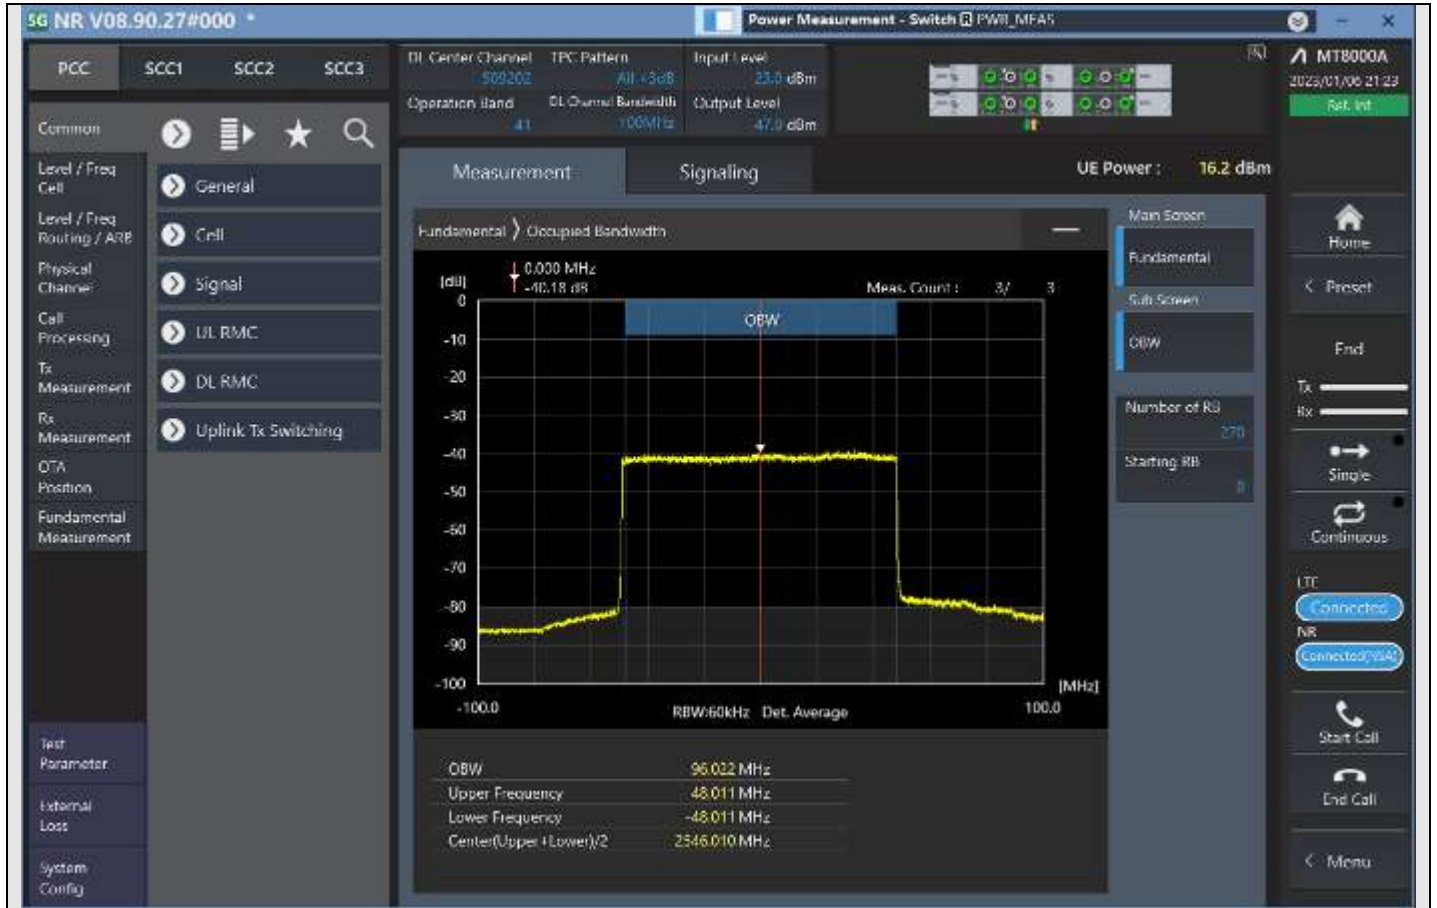 5G NR V08.90.27#000 *
Power Measurement - Switch PWR_MEAS
PCC SCC1 SCC2 SCC3
DL Center Channel TPC Pattern Input Level
509202 All +3dB 23.0 dBm
Operation Band DL Channel Bandwidth Output Level
41 100MHz -47.0 dBm
MT8000A
2023/01/06 21:23
Ref. Int
Common
Level / Freq
Cell
Level / Freq
Routing / ARB
Physical
Channel
Call
Processing
Tx
Measurement
Rx
Measurement
OTA
Position
Fundamental
Measurement
Test
Parameter
External
Loss
System
Config
General
Cell
Signal
UL RMC
DL RMC
Uplink Tx Switching
Measurement Signaling
UE Power : 16.2 dBm
Fundamental Occupied Bandwidth
[dB]
0.000 MHz
-40.18 dB
Meas. Count : 3/ 3
OBW
0
-10
-20
-30
-40
-50
-60
-70
-80
-90
-100
[MHz]
-100.0 RBW:60kHz Det. Average 100.0
OBW 96.022 MHz
Upper Frequency 48.011 MHz
Lower Frequency -48.011 MHz
Center(Upper+Lower)/2 2546.010 MHz
Main Screen
Fundamental
Sub Screen
OBW
Number of RB
270
Starting RB
0
Home
< Preset
End
Tx
Rx
Single
Continuous
LTE
Connected
NR
Connected(NSA)
Start Call
End Call
< Menu